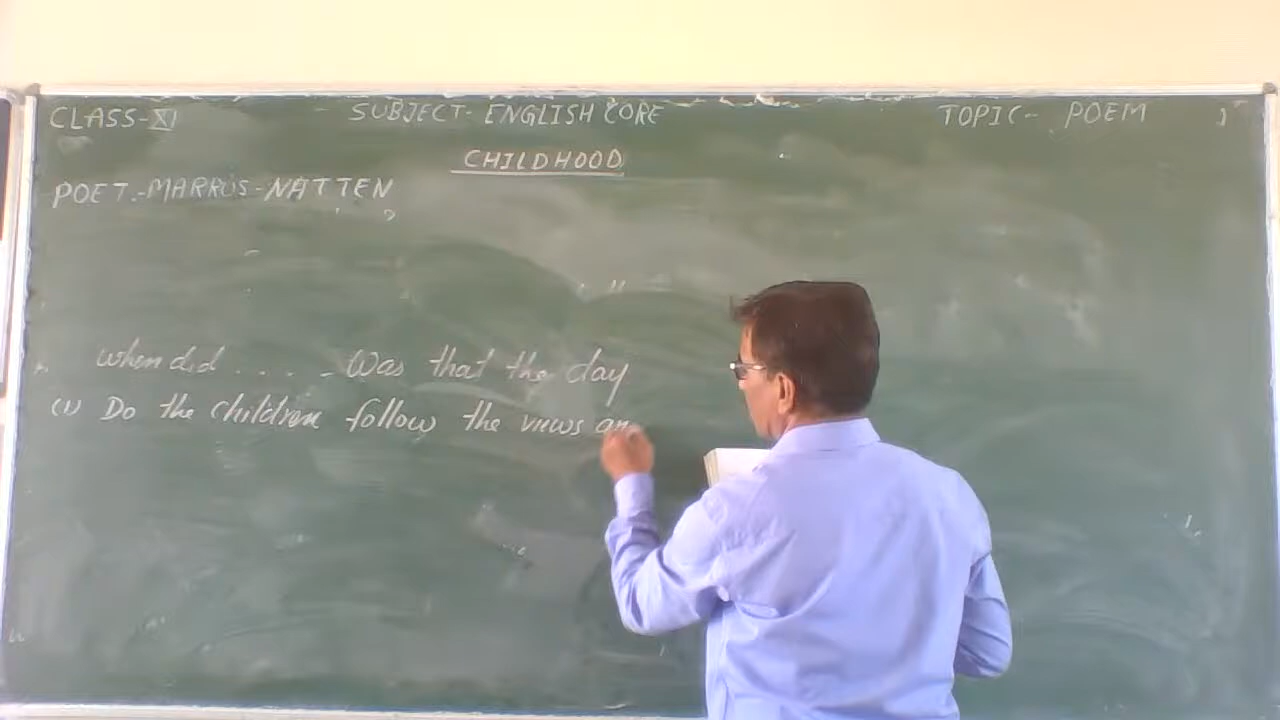 CLASS-XI SUBJECT-ENGLISH CORE TOPIC- POEM
CHILDHOOD
POET.-MARRUS-NATTEN
when did . . . . - Was that the day
(1) Do the children follow the views an